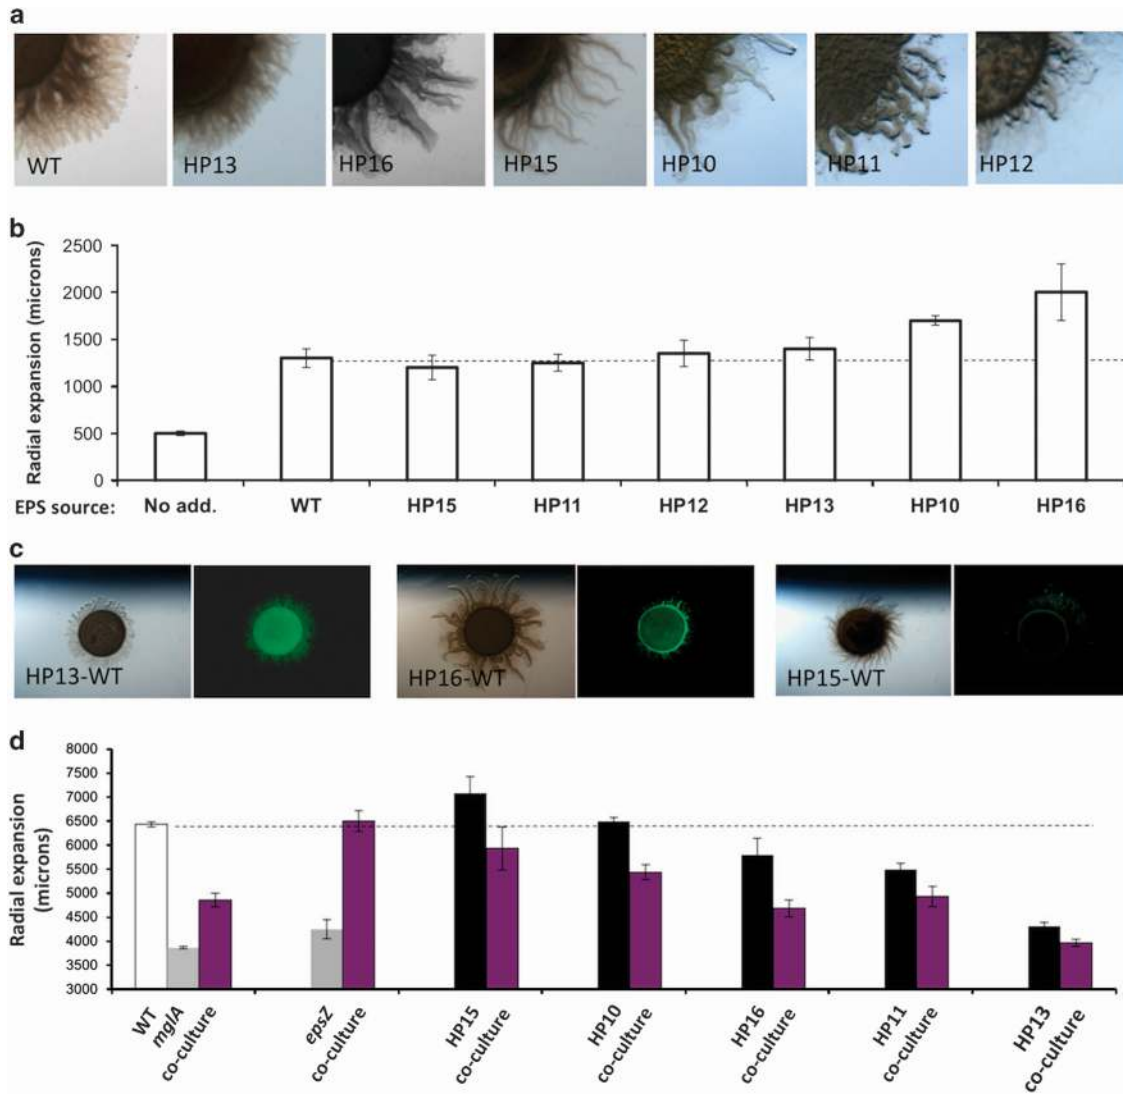 a
WT HP13 HP16 HP15 HP10 HP11 HP12
b
Radial expansion (microns)
2500
2000
1500
1000
500
0
EPS source: No add. WT HP15 HP11 HP12 HP13 HP10 HP16
c
HP13-WT HP16-WT HP15-WT
d
Radial expansion
(microns)
8000
7500
7000
6500
6000
5500
5000
4500
4000
3500
3000
WT
mglA
co-culture
epsZ
co-culture
HP15
co-culture
HP10
co-culture
HP16
co-culture
HP11
co-culture
HP13
co-culture